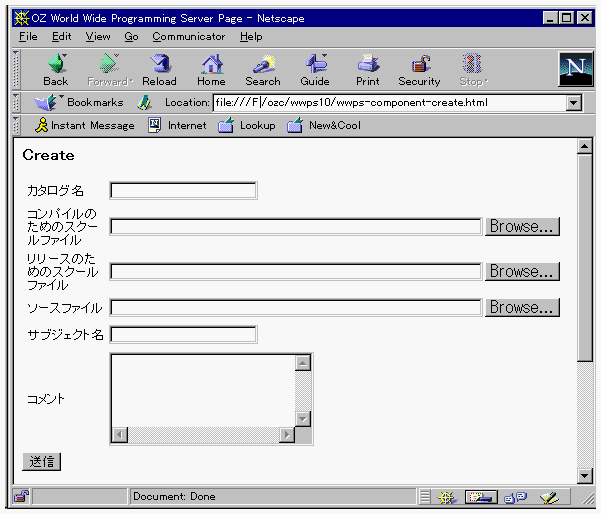 OZ World Wide Programming Server Page - Netscape
File Edit View Go Communicator Help
Back Forward Reload Home Search Guide Print Security Stop
Bookmarks Location: file:///F|/ozc/wwps10/wwps-component-create.html
Instant Message Internet Lookup New&Cool
Create
カタログ名
コンパイルの
ためのスクー
ルファイル
Browse...
リリースのた
めのスクール
ファイル
Browse...
ソースファイル Browse...
サブジェクト名
コメント
送信
Document: Done